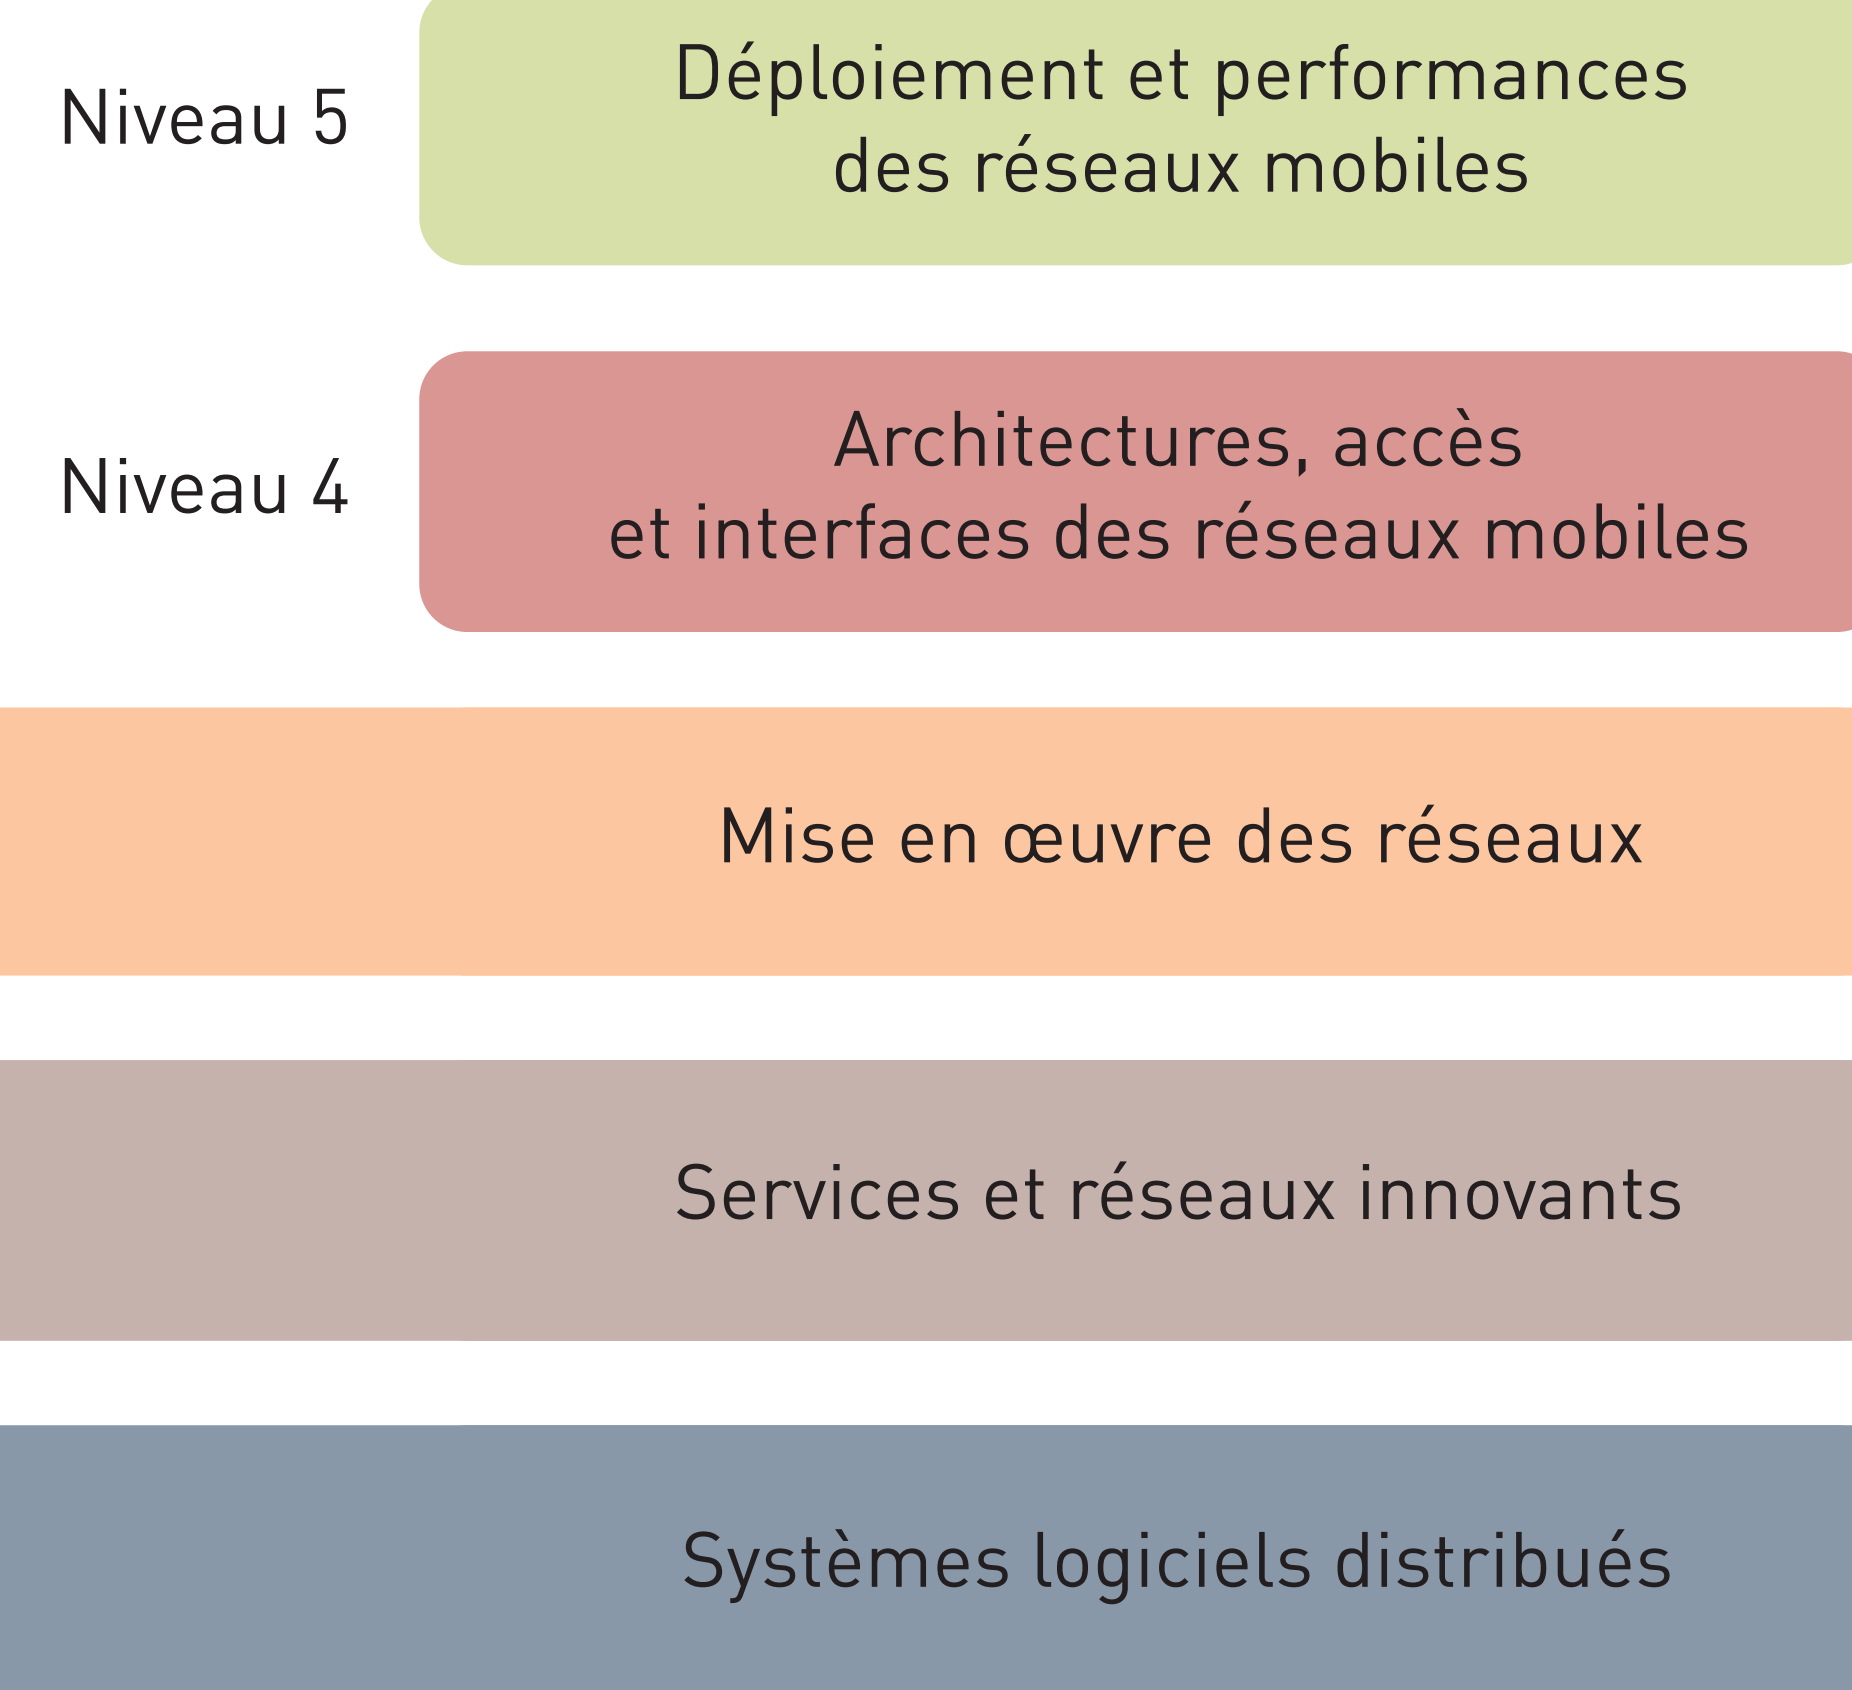 Déploiement et performances
Niveau 5
des réseaux mobiles
Architectures, accès
Niveau 4
et interfaces des réseaux mobiles
Mise en œuvre des réseaux
Services et réseaux innovants
Systèmes logiciels distribués